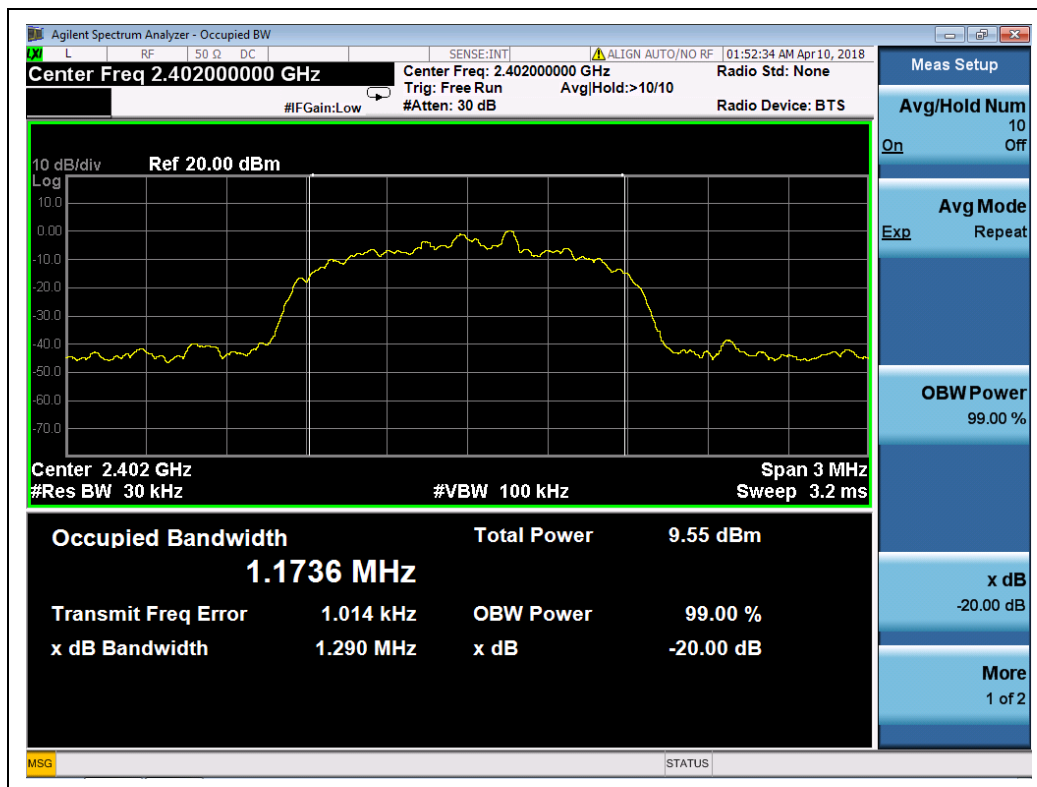 Agilent Spectrum Analyzer - Occupied BW
LXI L RF 50 Ω DC SENSE:INT ALIGN AUTO/NO RF 01:52:34 AM Apr 10, 2018
Center Freq 2.402000000 GHz
Center Freq: 2.402000000 GHz Radio Std: None
Trig: Free Run Avg|Hold:>10/10
#IFGain:Low #Atten: 30 dB Radio Device: BTS
10 dB/div Ref 20.00 dBm
Log
10.0
0.00
-10.0
-20.0
-30.0
-40.0
-50.0
-60.0
-70.0
Center 2.402 GHz Span 3 MHz
#Res BW 30 kHz #VBW 100 kHz Sweep 3.2 ms
Occupied Bandwidth Total Power 9.55 dBm
1.1736 MHz
Transmit Freq Error 1.014 kHz OBW Power 99.00 %
x dB Bandwidth 1.290 MHz x dB -20.00 dB
Meas Setup
Avg/Hold Num
10
On Off
Avg Mode
Exp Repeat
OBW Power
99.00 %
x dB
-20.00 dB
More
1 of 2
MSG STATUS